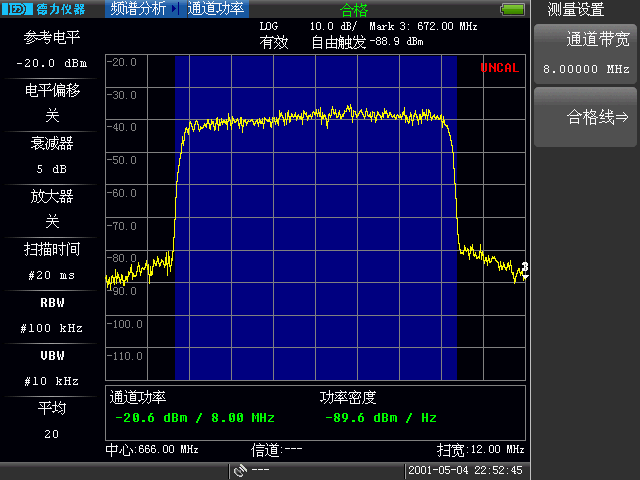 德力仪器 频谱分析 通道功率 合格 测量设置
LOG 10.0 dB/ Mark 3: 672.00 MHz
有效 自由触发 -88.9 dBm
参考电平
-20.0 dBm
电平偏移
关
衰减器
5 dB
放大器
关
扫描时间
#20 ms
RBW
#100 kHz
VBW
#10 kHz
平均
20
-20.0
UNCAL
-30.0
-40.0
-50.0
-60.0
-70.0
-80.0
3
-90.0
-100.0
-110.0
通道功率 功率密度
-20.6 dBm / 8.00 MHz -89.6 dBm / Hz
中心:666.00 MHz 信道:--- 扫宽:12.00 MHz
--- 2001-05-04 22:52:45
通道带宽
8.00000 MHz
合格线⇒